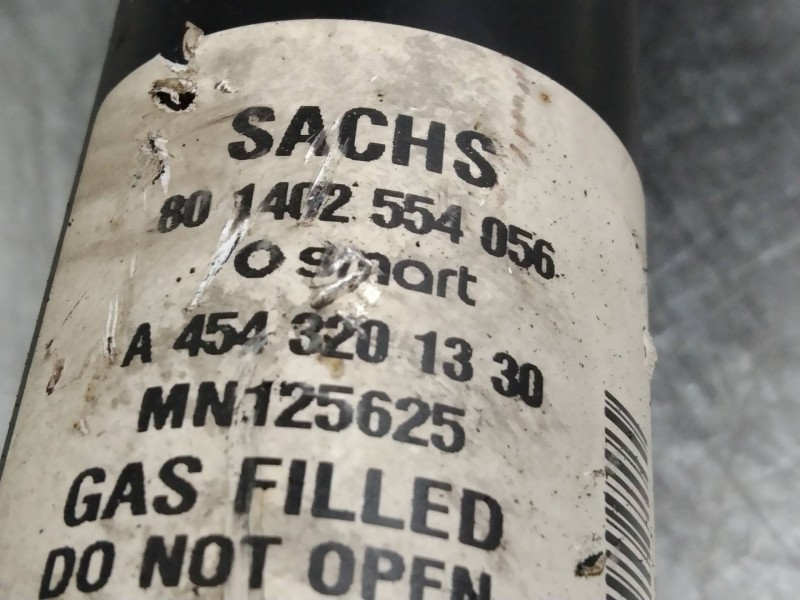 SACHS
80 1402 554 056
smart
A 454 320 13 30
MN125625
GAS FILLED
DO NOT OPEN